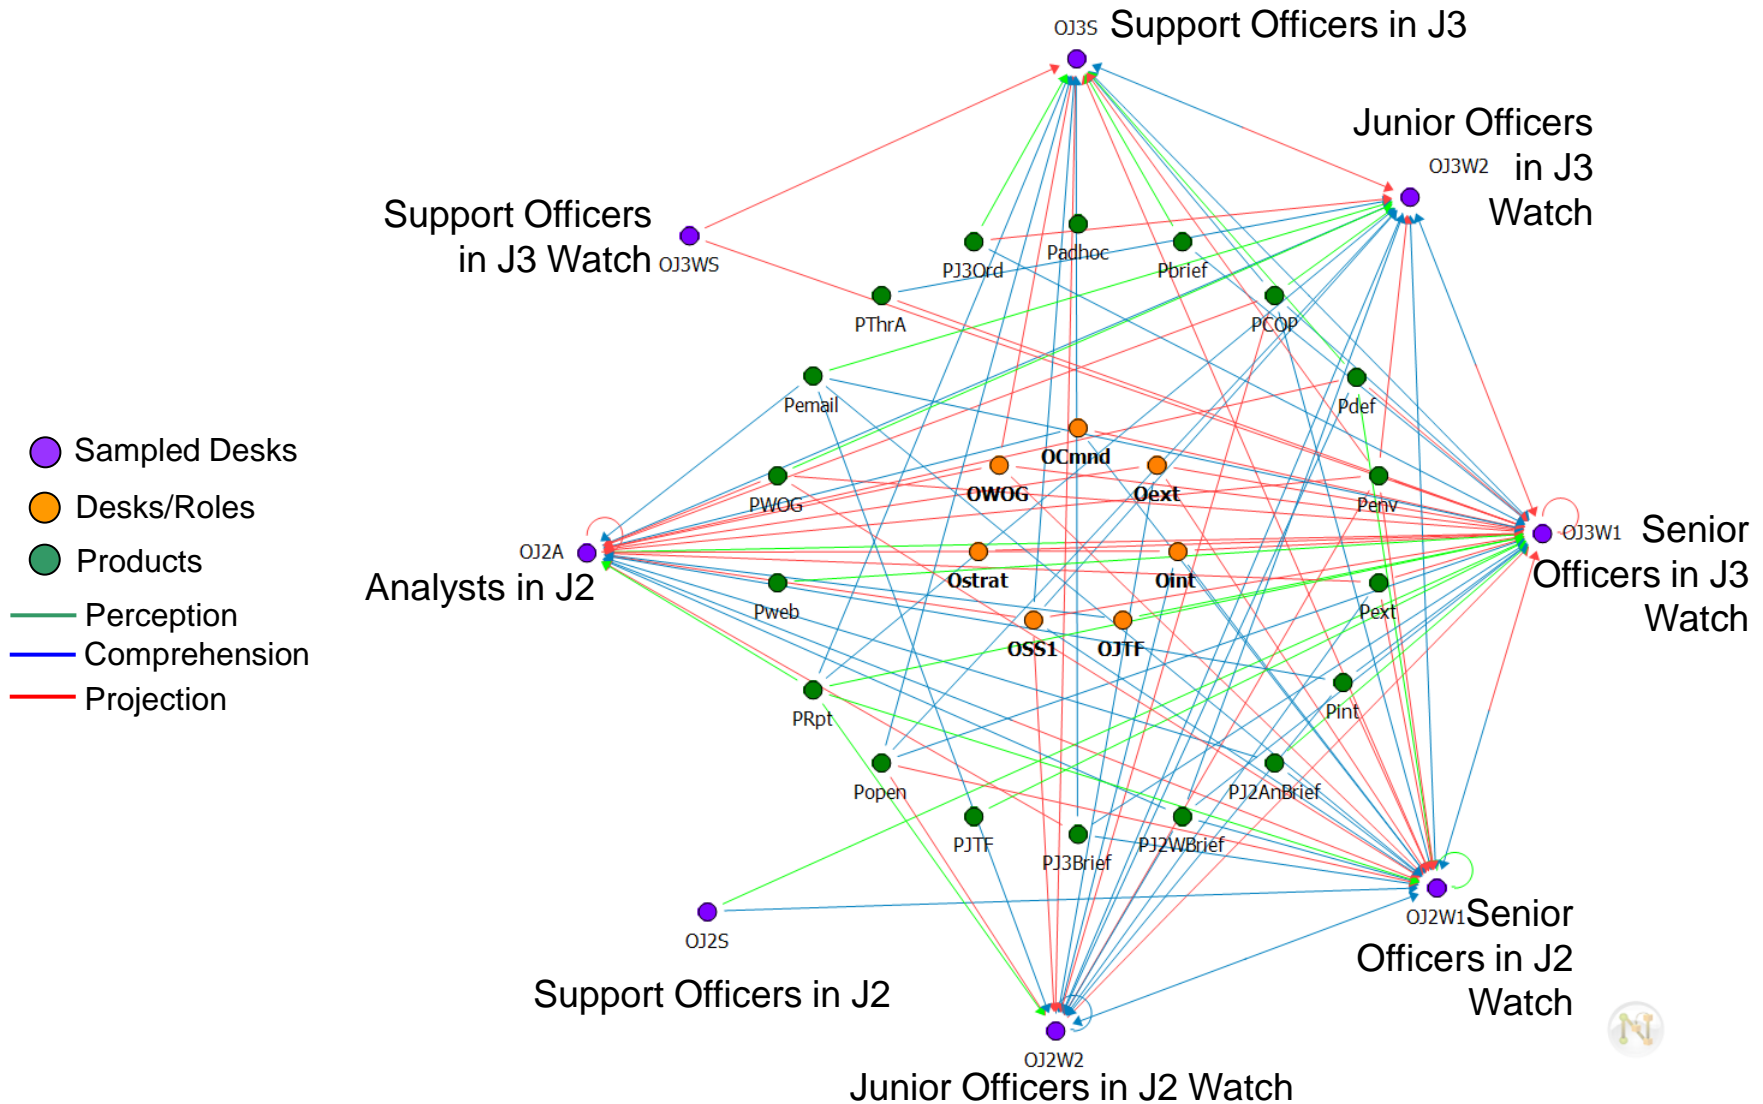 OJ3S
Support Officers in J3
Junior Officers
in J3
Watch
OJ3W2
Support Officers
in J3 Watch
OJ3WS
PJ3Ord
Padhoc
Pbrief
PThrA
PCOP
Pemail
Pdef
OCmnd
OWOG
Oext
PWOG
Penv
Sampled Desks
Desks/Roles
Products
Perception
Comprehension
Projection
OJ2A
Analysts in J2
OJ3W1
Senior
Officers in J3
Watch
Ostrat
Oint
Pweb
Pext
OSS1
OJTF
PRpt
Pint
Popen
PJ2AnBrief
PJTF
PJ3Brief
PJ2WBrief
OJ2S
Support Officers in J2
OJ2W1
Senior
Officers in J2
Watch
OJ2W2
Junior Officers in J2 Watch
N